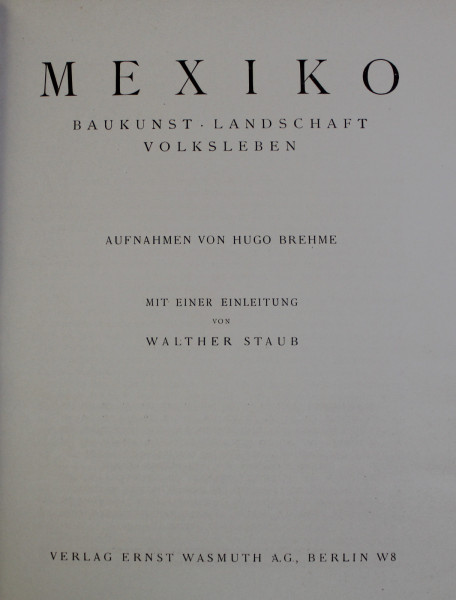 MEXIKO
BAUKUNST · LANDSCHAFT
VOLKSLEBEN
AUFNAHMEN VON HUGO BREHME
MIT EINER EINLEITUNG
VON
WALTHER STAUB
VERLAG ERNST WASMUTH A.G., BERLIN W8